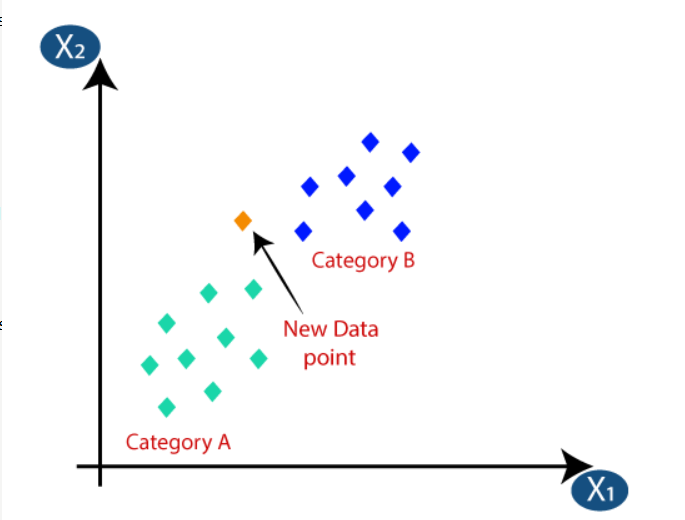 X₂
Category B
New Data
point
Category A
X₁